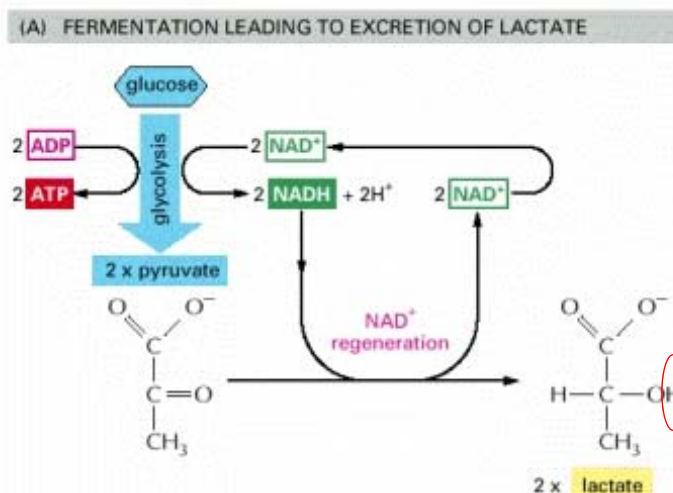 (A) FERMENTATION LEADING TO EXCRETION OF LACTATE
glucose
2 ADP
2 NAD⁺
glycolysis
2 ATP
2 NADH + 2H⁺
2 NAD⁺
2 x pyruvate
O O⁻
C
C=O
CH₃
NAD⁺
regeneration
O O⁻
C
H—C—OH
CH₃
2 x lactate